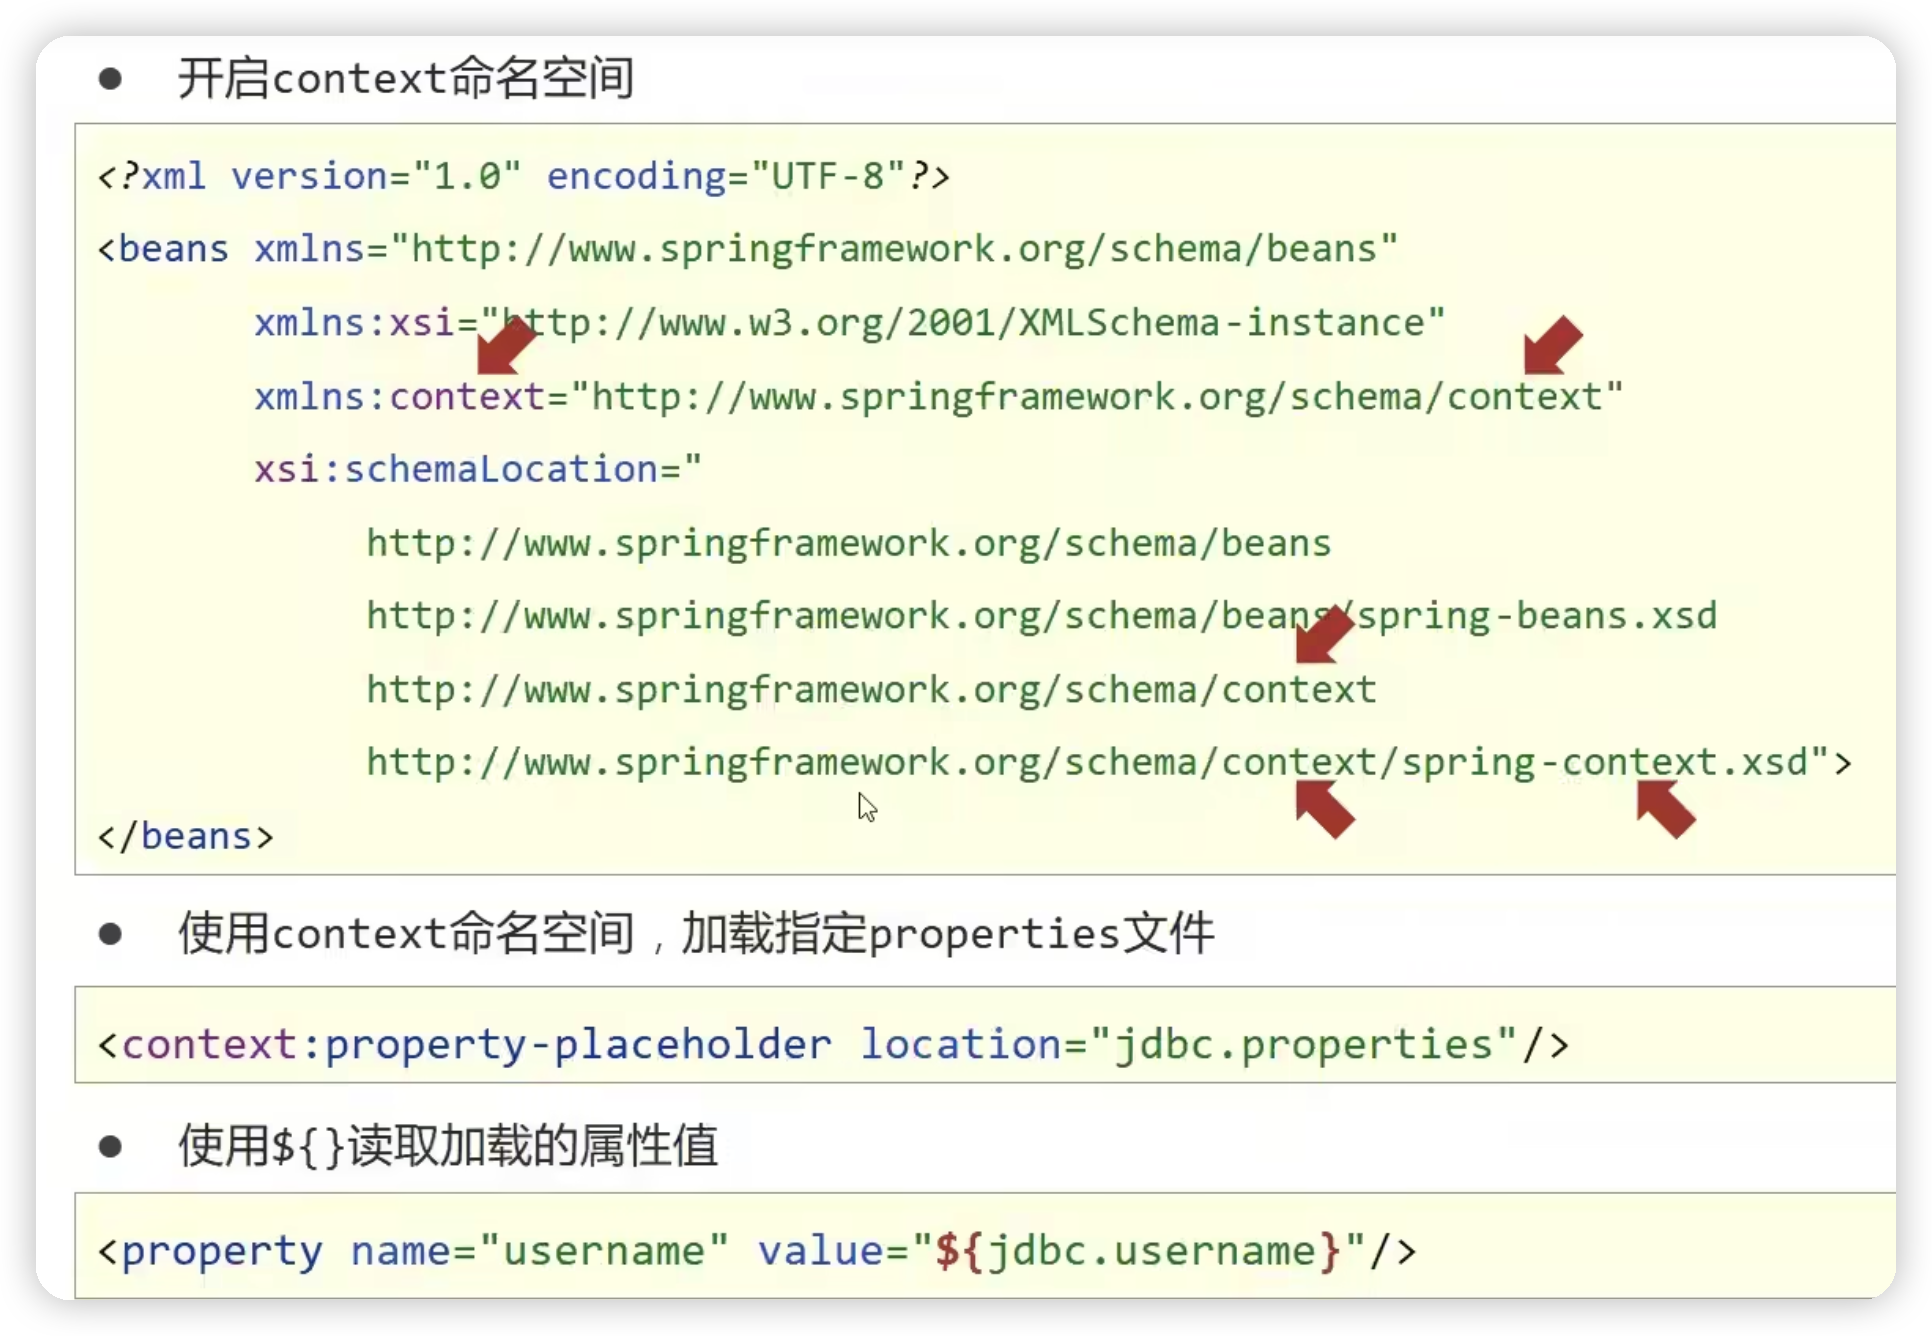 ● 开启context命名空间
<?xml version="1.0" encoding="UTF-8"?>
<beans xmlns="http://www.springframework.org/schema/beans"
xmlns:xsi="http://www.w3.org/2001/XMLSchema-instance"
xmlns:context="http://www.springframework.org/schema/context"
xsi:schemaLocation="
http://www.springframework.org/schema/beans
http://www.springframework.org/schema/beans/spring-beans.xsd
http://www.springframework.org/schema/context
http://www.springframework.org/schema/context/spring-context.xsd">
</beans>
● 使用context命名空间，加载指定properties文件
<context:property-placeholder location="jdbc.properties"/>
● 使用${}读取加载的属性值
<property name="username" value="${jdbc.username}"/>